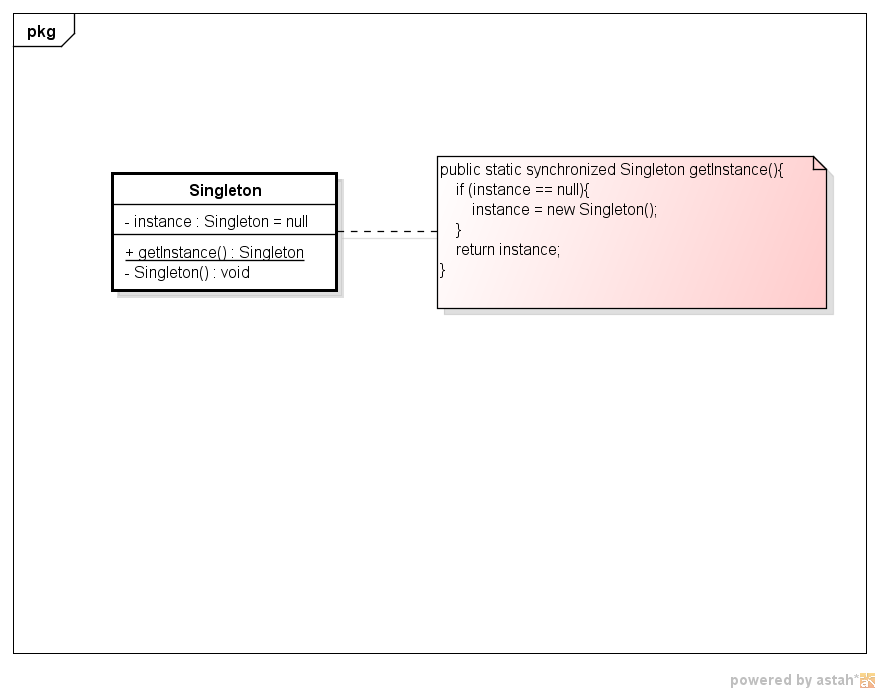 pkg
Singleton
- instance : Singleton = null
+ getInstance() : Singleton
- Singleton() : void
public static synchronized Singleton getInstance(){
if (instance == null){
instance = new Singleton();
}
return instance;
}
powered by astah*